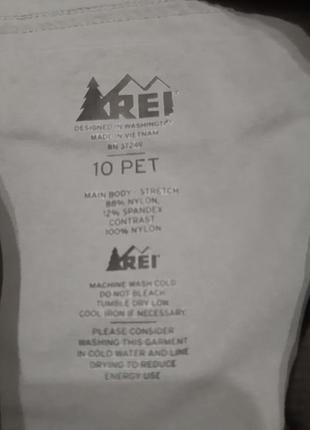 REI
DESIGNED IN WASHINGTON
MADE IN VIETNAM
RN 37249
10 PET
MAIN BODY - STRETCH
88% NYLON,
12% SPANDEX
CONTRAST
100% NYLON
REI
MACHINE WASH COLD
DO NOT BLEACH
TUMBLE DRY LOW
COOL IRON IF NECESSARY
PLEASE CONSIDER
WASHING THIS GARMENT
IN COLD WATER AND LINE
DRYING TO REDUCE
ENERGY USE